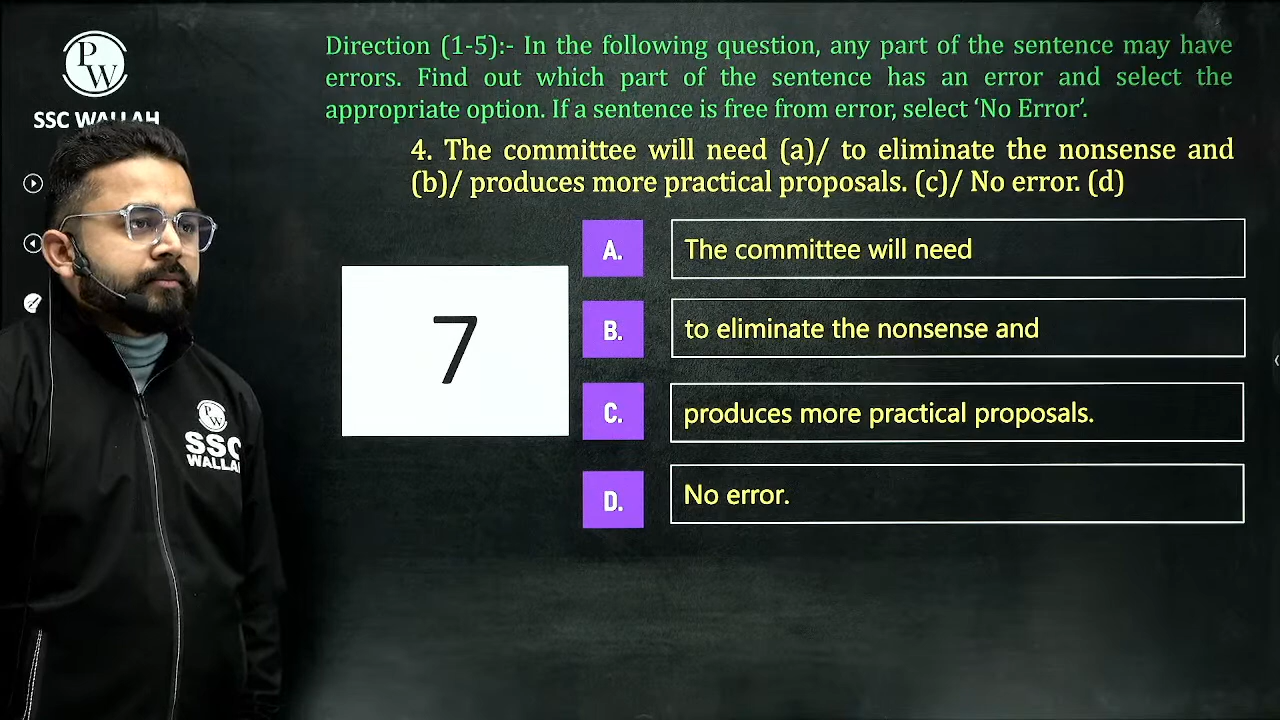 PW
SSC WALLAH
Direction (1-5):- In the following question, any part of the sentence may have
errors. Find out which part of the sentence has an error and select the
appropriate option. If a sentence is free from error, select ‘No Error’.
4. The committee will need (a)/ to eliminate the nonsense and
(b)/ produces more practical proposals. (c)/ No error. (d)
A. The committee will need
B. to eliminate the nonsense and
7
C. produces more practical proposals.
D. No error.
PW
SSC
WALLAH